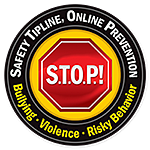 SAFETY TIPLINE, ONLINE PREVENTION
S.T.O.P!
Bullying · Violence · Risky Behavior